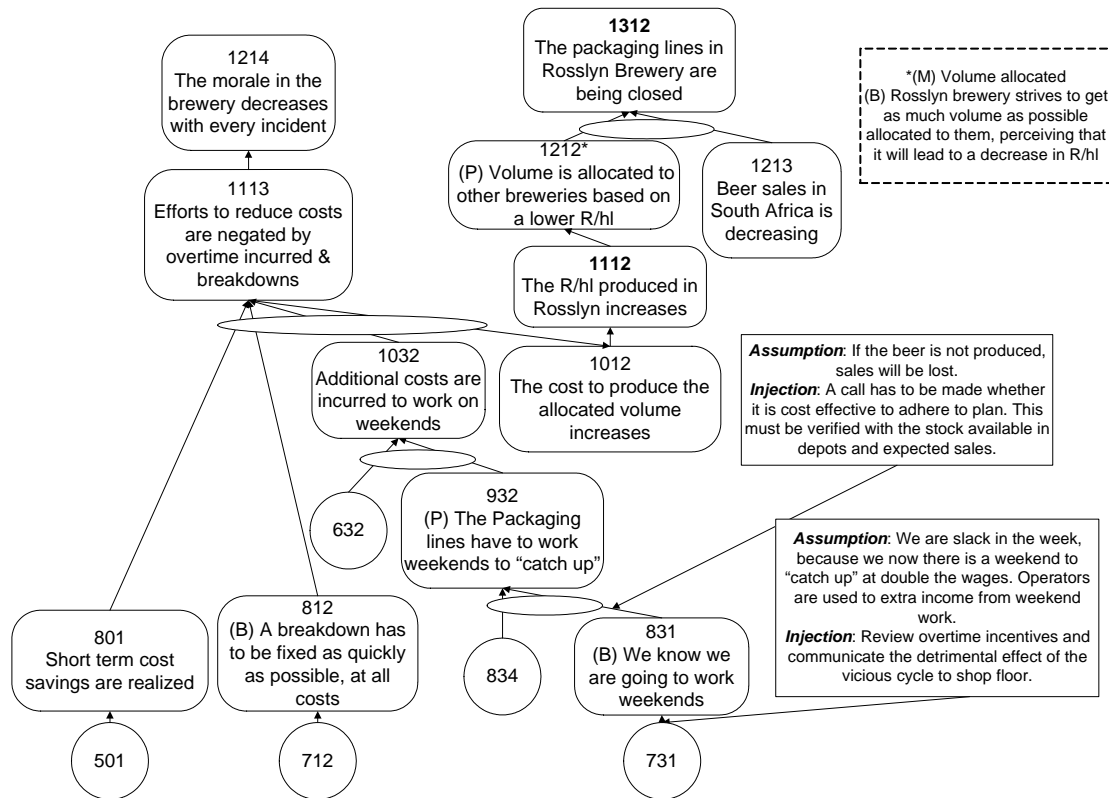 1312
The packaging lines in
Rosslyn Brewery are
being closed
1214
The morale in the
brewery decreases
with every incident
*(M) Volume allocated
(B) Rosslyn brewery strives to get
as much volume as possible
allocated to them, perceiving that
it will lead to a decrease in R/hl
1212*
(P) Volume is allocated to
other breweries based on
a lower R/hl
1213
Beer sales in
South Africa is
decreasing
1113
Efforts to reduce costs
are negated by
overtime incurred &
breakdowns
1112
The R/hl produced in
Rosslyn increases
1032
Additional costs are
incurred to work on
weekends
1012
The cost to produce the
allocated volume
increases
Assumption: If the beer is not produced,
sales will be lost.
Injection: A call has to be made whether
it is cost effective to adhere to plan. This
must be verified with the stock available in
depots and expected sales.
632
932
(P) The Packaging
lines have to work
weekends to “catch up”
Assumption: We are slack in the week,
because we now there is a weekend to
“catch up” at double the wages. Operators
are used to extra income from weekend
work.
Injection: Review overtime incentives and
communicate the detrimental effect of the
vicious cycle to shop floor.
801
Short term cost
savings are realized
812
(B) A breakdown has
to be fixed as quickly
as possible, at all
costs
834
831
(B) We know we
are going to work
weekends
501
712
731